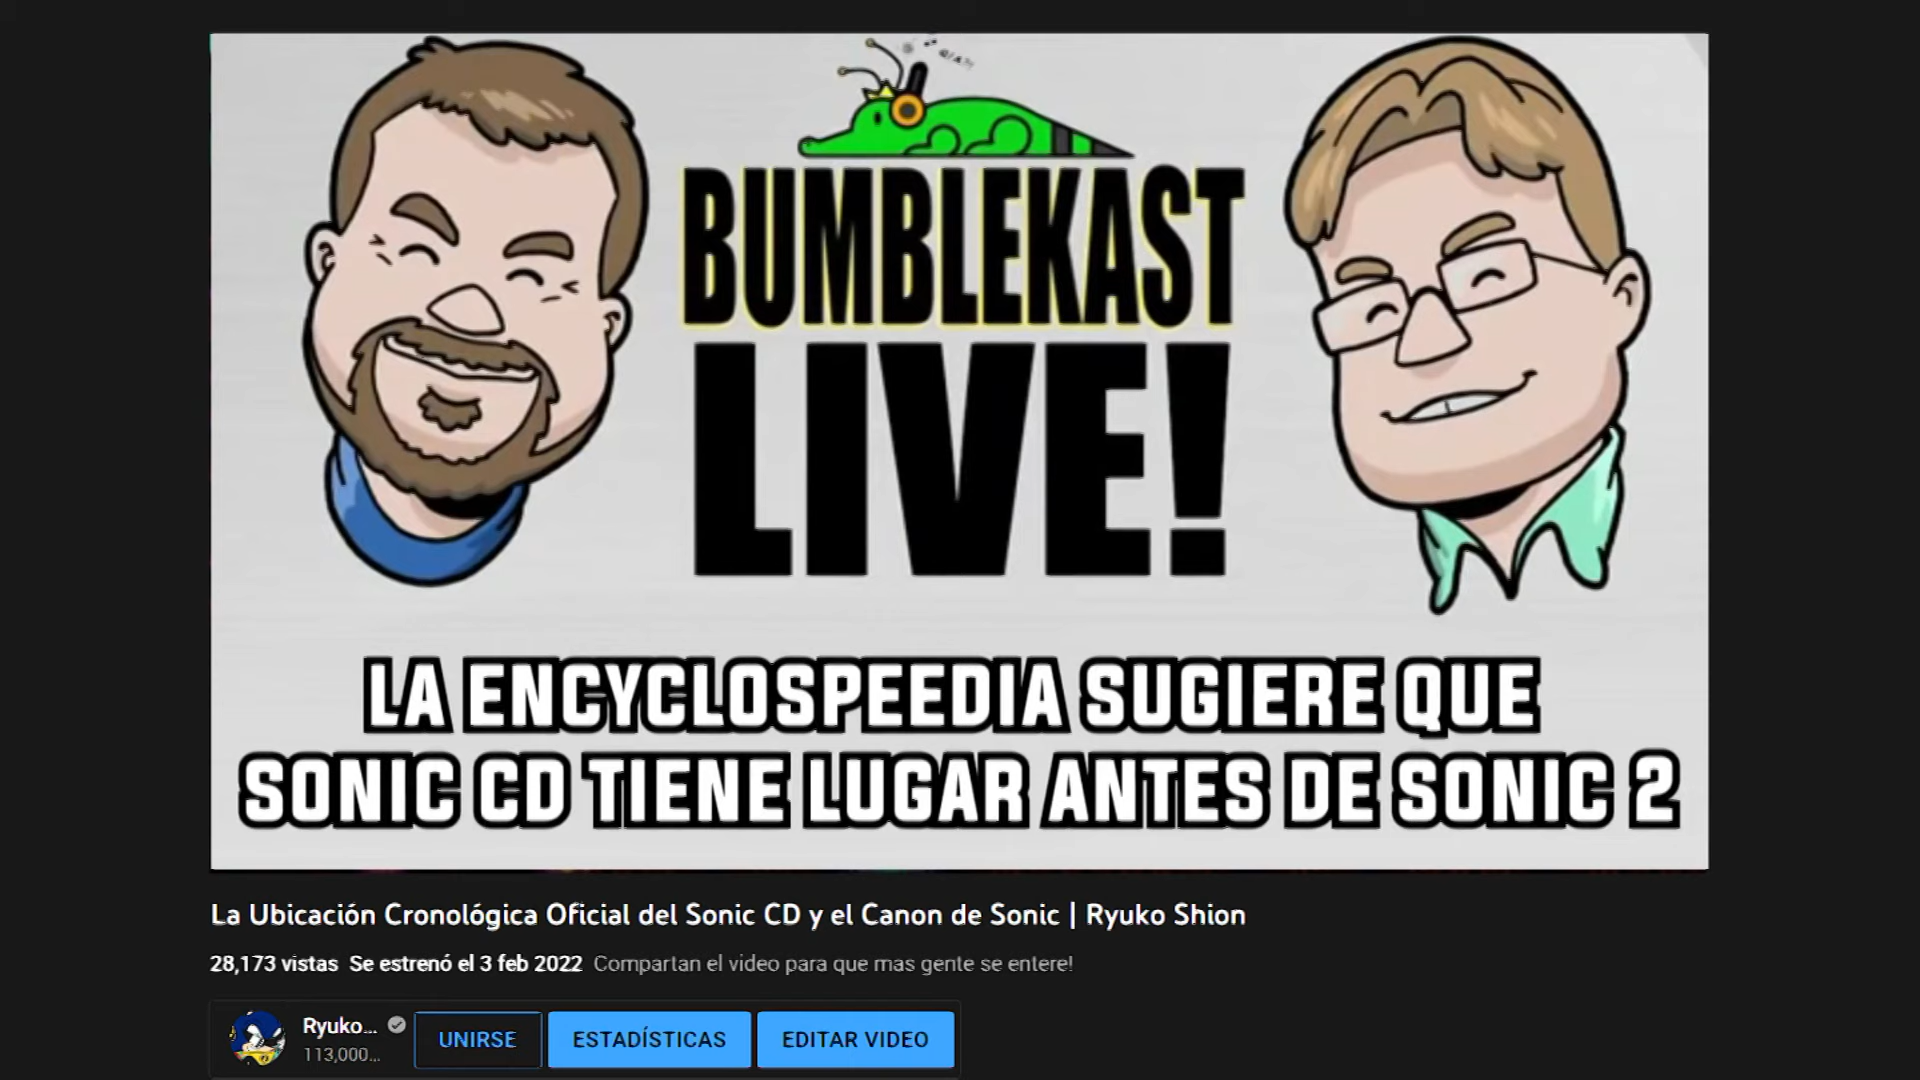 BUMBLEKAST
LIVE!
LA ENCYCLOSPEEDIA SUGIERE QUE
SONIC CD TIENE LUGAR ANTES DE SONIC 2
La Ubicación Cronológica Oficial del Sonic CD y el Canon de Sonic | Ryuko Shion
28,173 vistas Se estrenó el 3 feb 2022 Compartan el video para que mas gente se entere!
Ryuko...
113,000...
UNIRSE
ESTADÍSTICAS
EDITAR VIDEO